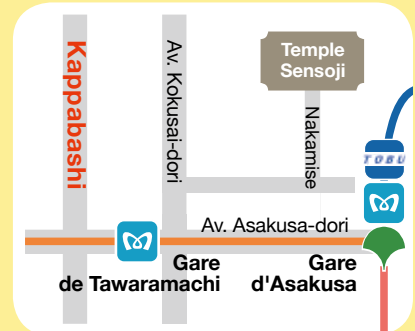 Kappabashi
Av. Kokusai-dori
Temple
Sensoji
Nakamise
TOBU
Av. Asakusa-dori
Gare
de Tawaramachi
Gare
d'Asakusa